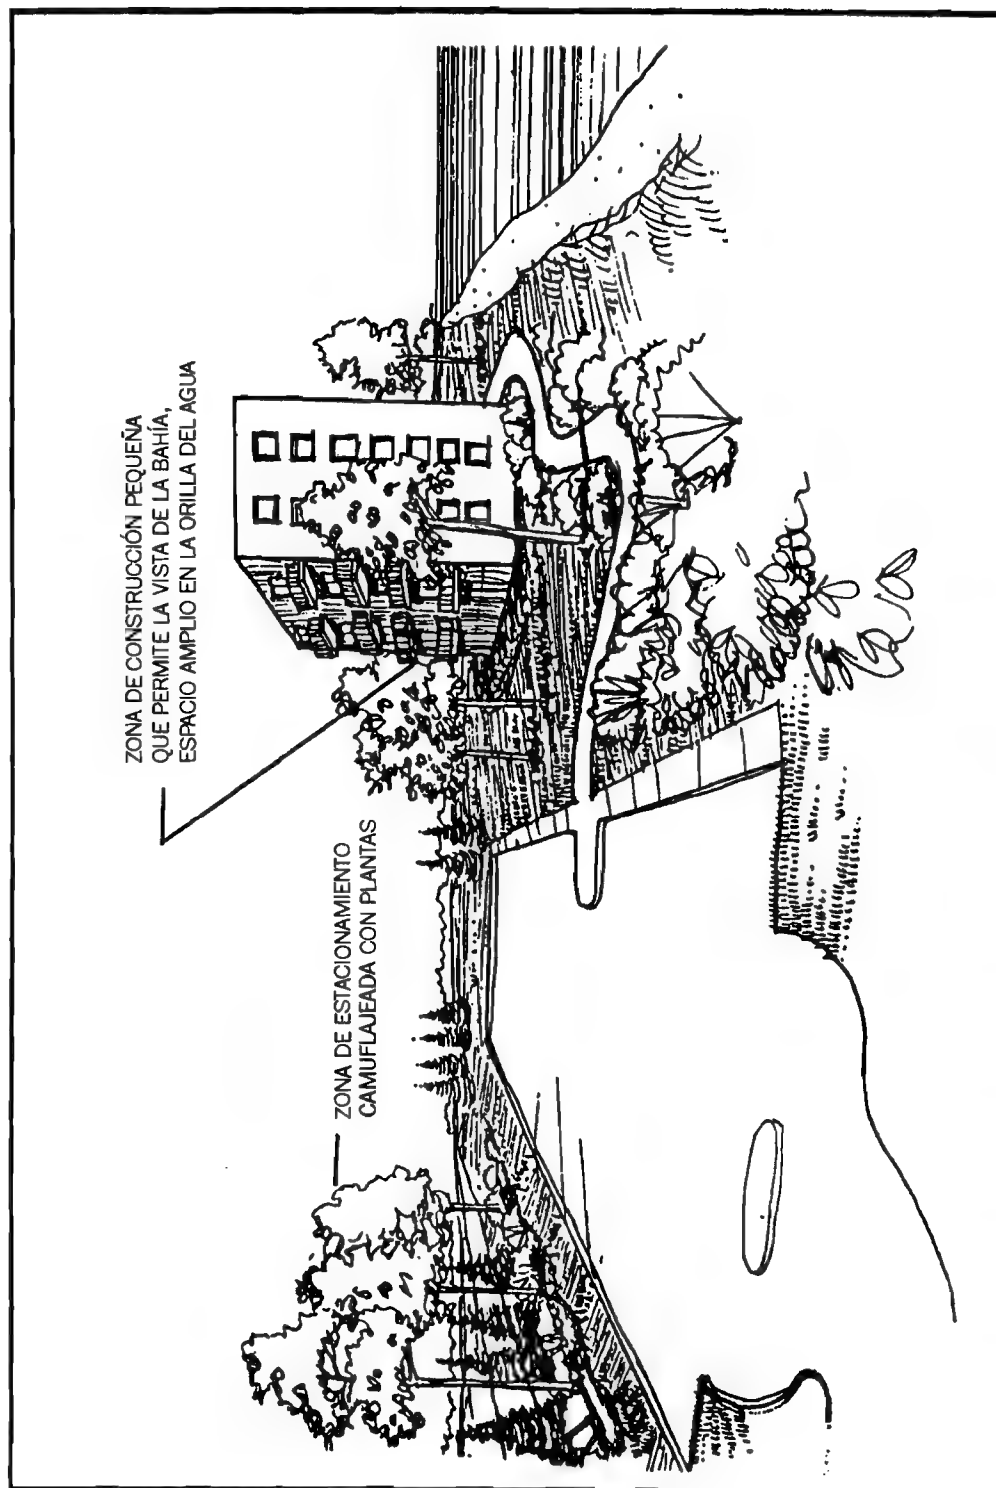 ZONA DE CONSTRUCCIÓN PEQUEÑA
QUE PERMITE LA VISTA DE LA BAHÍA,
ESPACIO AMPLIO EN LA ORILLA DEL AGUA
ZONA DE ESTACIONAMIENTO
CAMUFLAJEADA CON PLANTAS